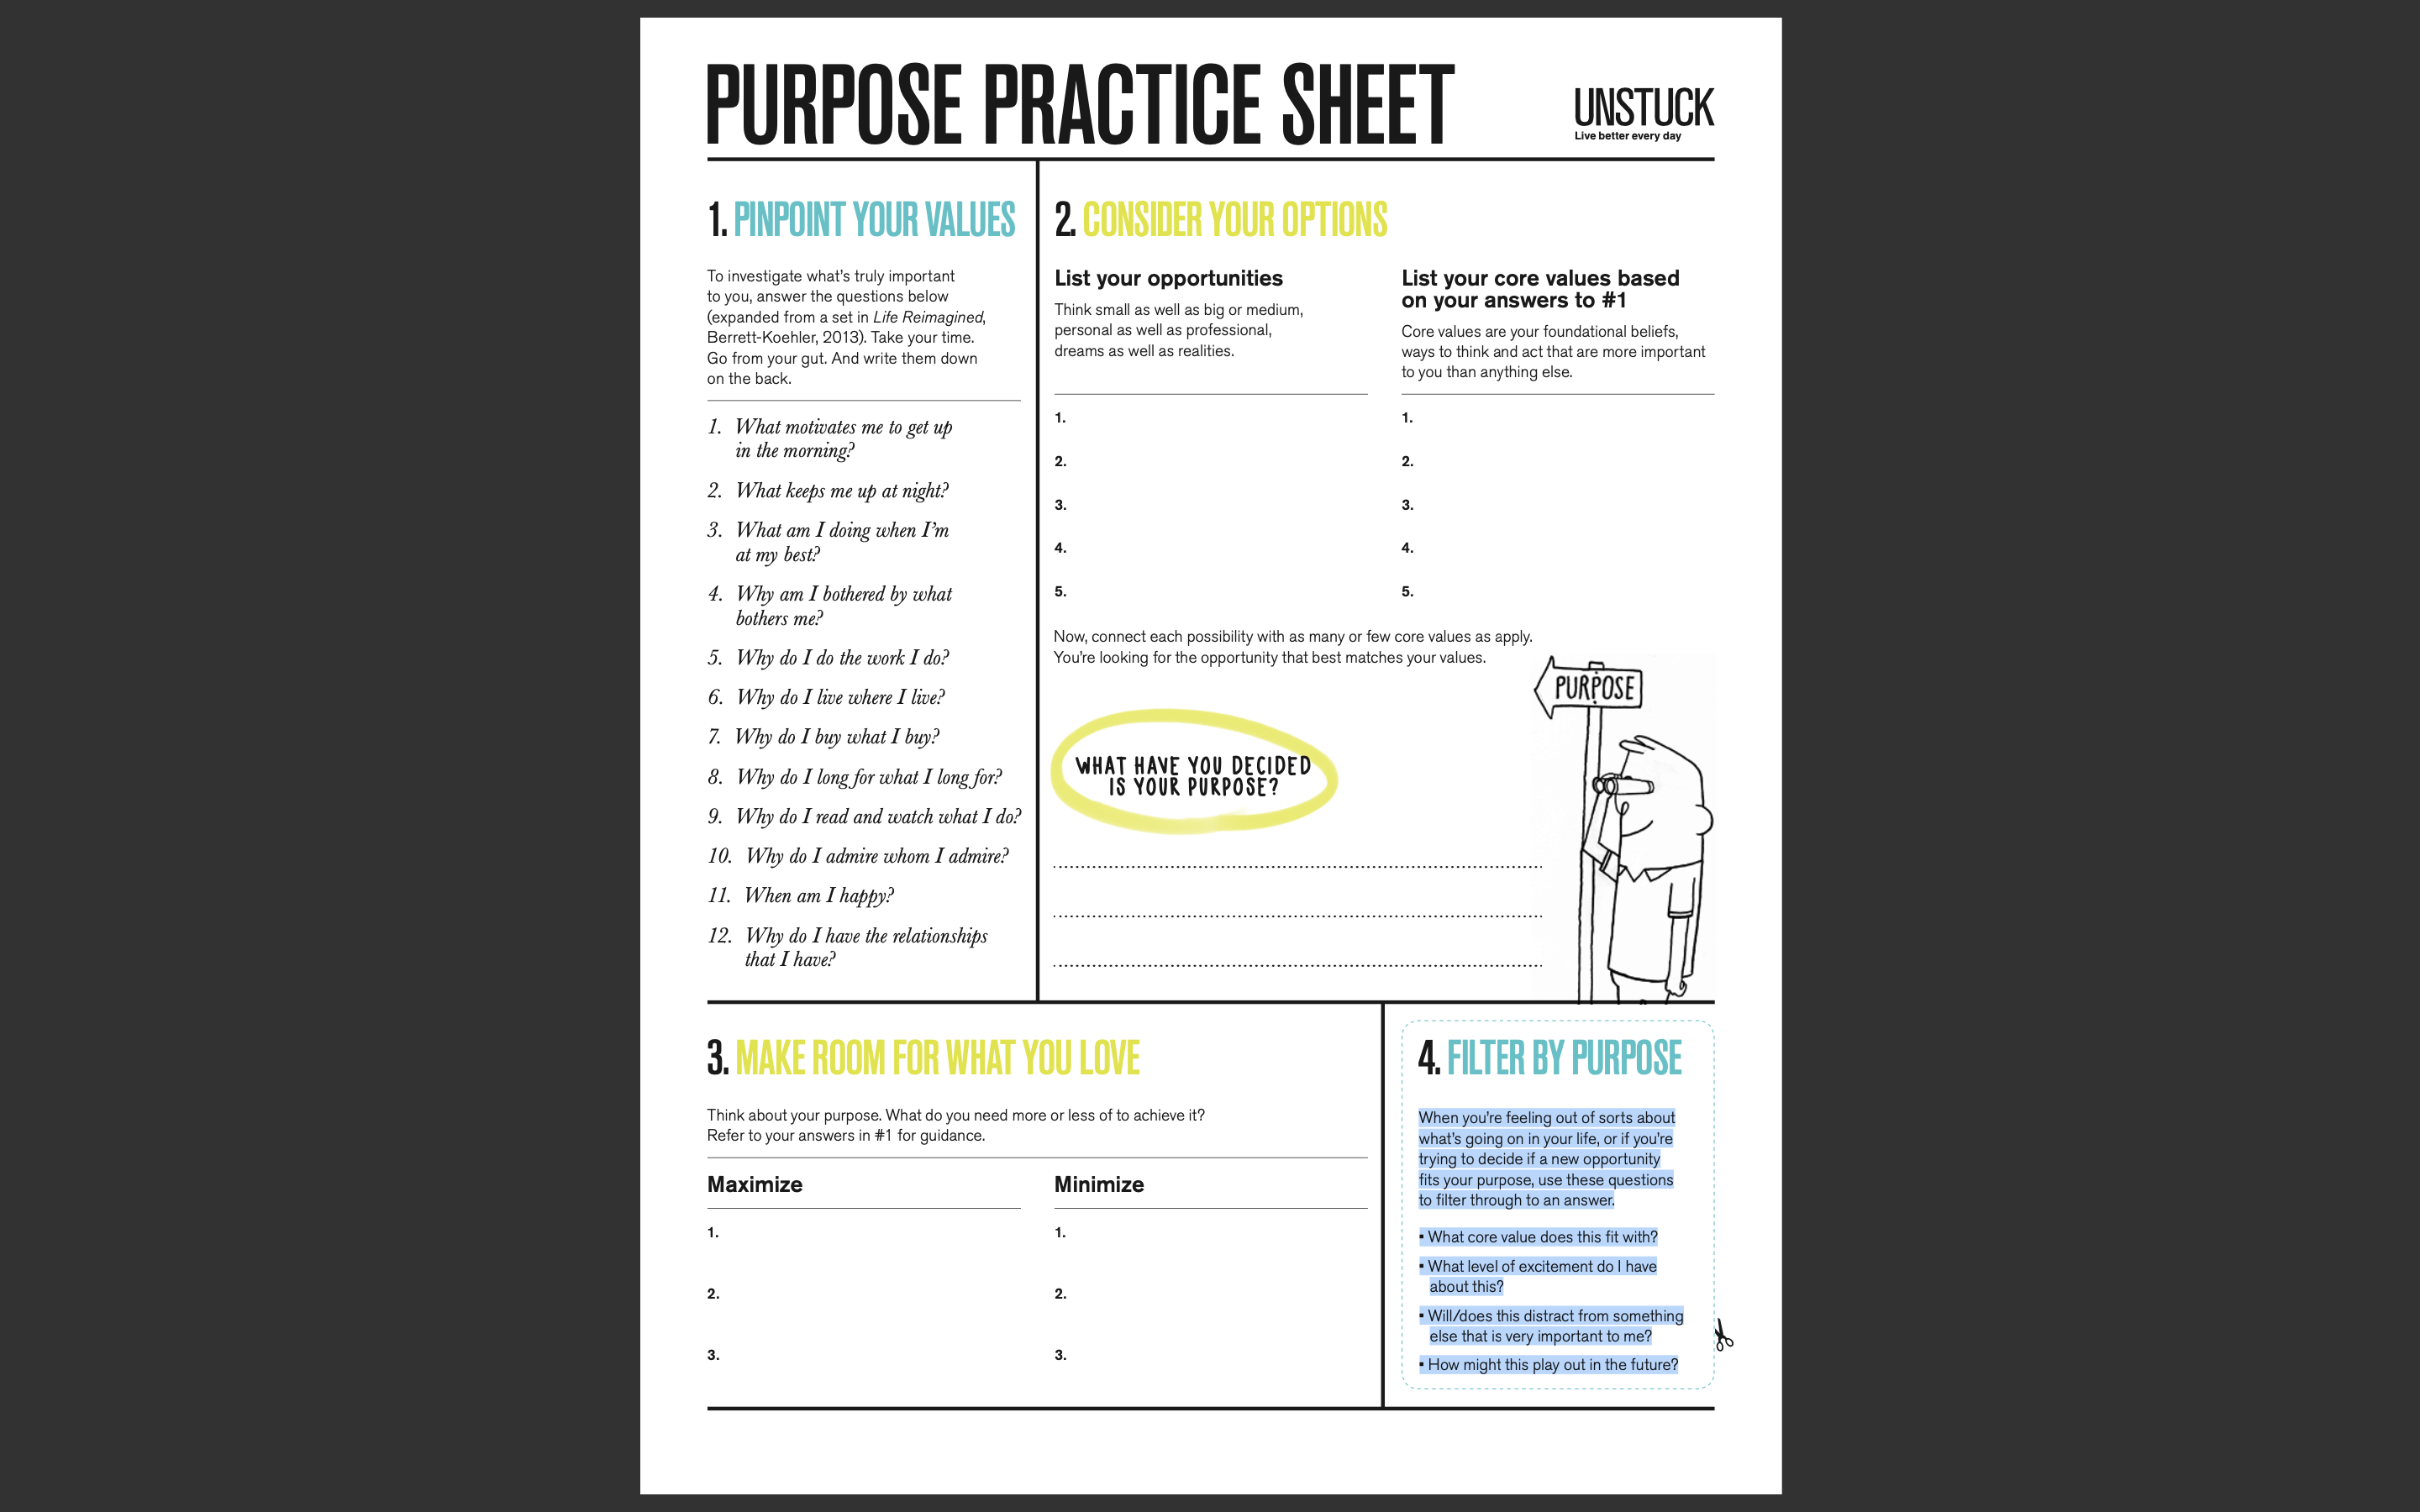 PURPOSE PRACTICE SHEET
UNSTUCK
Live better every day
1. PINPOINT YOUR VALUES
To investigate what's truly important
to you, answer the questions below
(expanded from a set in Life Reimagined,
Berrett-Koehler, 2013). Take your time.
Go from your gut. And write them down
on the back.
1. What motivates me to get up
in the morning?
2. What keeps me up at night?
3. What am I doing when I'm
at my best?
4. Why am I bothered by what
bothers me?
5. Why do I do the work I do?
6. Why do I live where I live?
7. Why do I buy what I buy?
8. Why do I long for what I long for?
9. Why do I read and watch what I do?
10. Why do I admire whom I admire?
11. When am I happy?
12. Why do I have the relationships
that I have?
2. CONSIDER YOUR OPTIONS
List your opportunities
Think small as well as big or medium,
personal as well as professional,
dreams as well as realities.
1.
2.
3.
4.
5.
List your core values based
on your answers to #1
Core values are your foundational beliefs,
ways to think and act that are more important
to you than anything else.
1.
2.
3.
4.
5.
Now, connect each possibility with as many or few core values as apply.
You're looking for the opportunity that best matches your values.
PURPOSE
WHAT HAVE YOU DECIDED
IS YOUR PURPOSE?
3. MAKE ROOM FOR WHAT YOU LOVE
Think about your purpose. What do you need more or less of to achieve it?
Refer to your answers in #1 for guidance.
Maximize
1.
2.
3.
Minimize
1.
2.
3.
4. FILTER BY PURPOSE
When you're feeling out of sorts about
what's going on in your life, or if you're
trying to decide if a new opportunity
fits your purpose, use these questions
to filter through to an answer.
▪ What core value does this fit with?
▪ What level of excitement do I have
about this?
▪ Will/does this distract from something
else that is very important to me?
▪ How might this play out in the future?